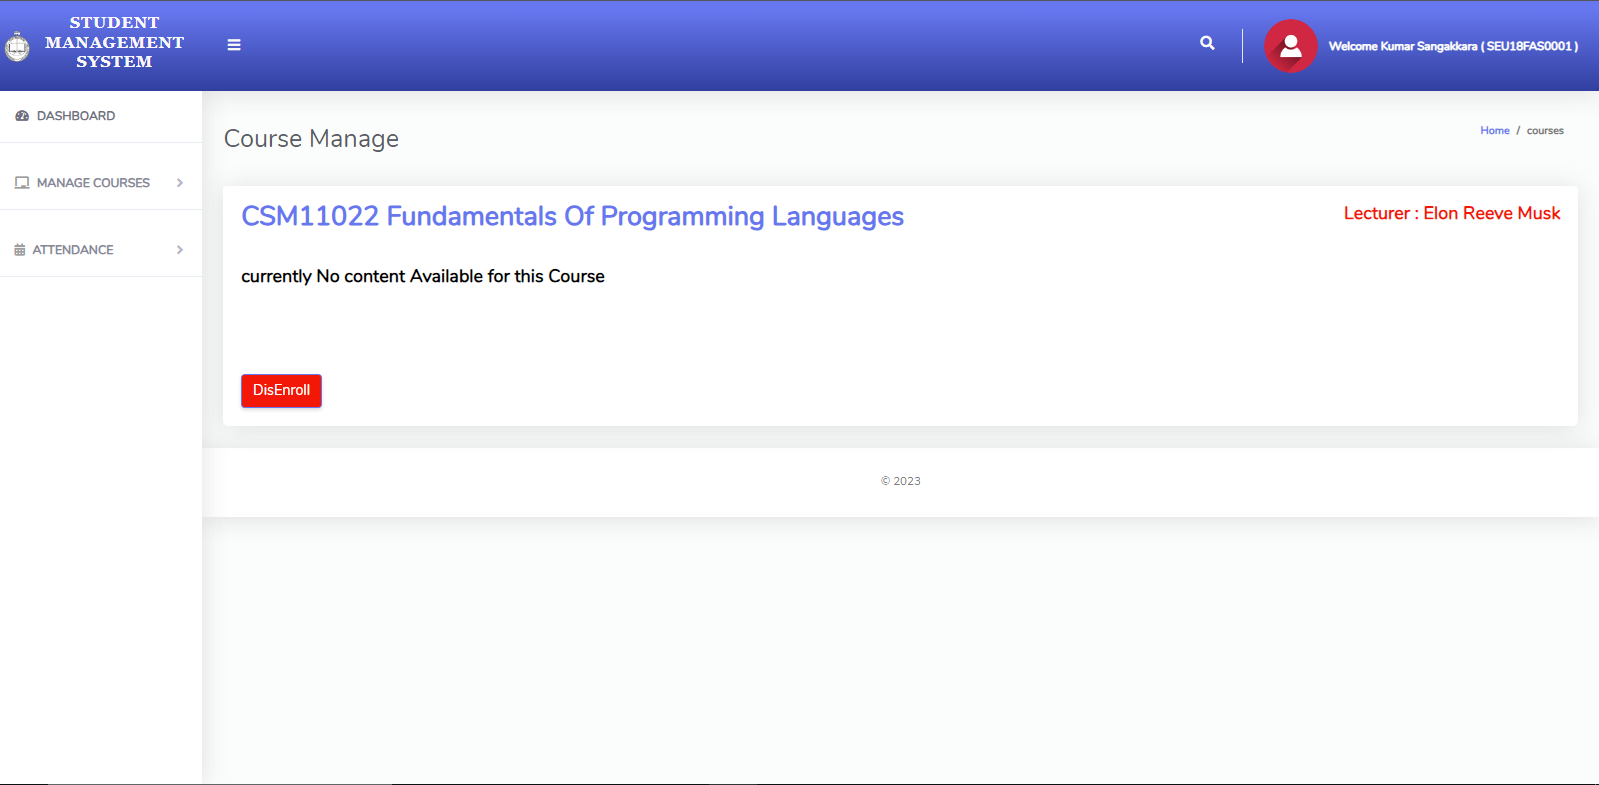 STUDENT
MANAGEMENT
SYSTEM
Welcome Kumar Sangakkara ( SEU18FAS0001 )
DASHBOARD
MANAGE COURSES
ATTENDANCE
Course Manage
Home / courses
CSM11022 Fundamentals Of Programming Languages
Lecturer : Elon Reeve Musk
currently No content Available for this Course
DisEnroll
© 2023